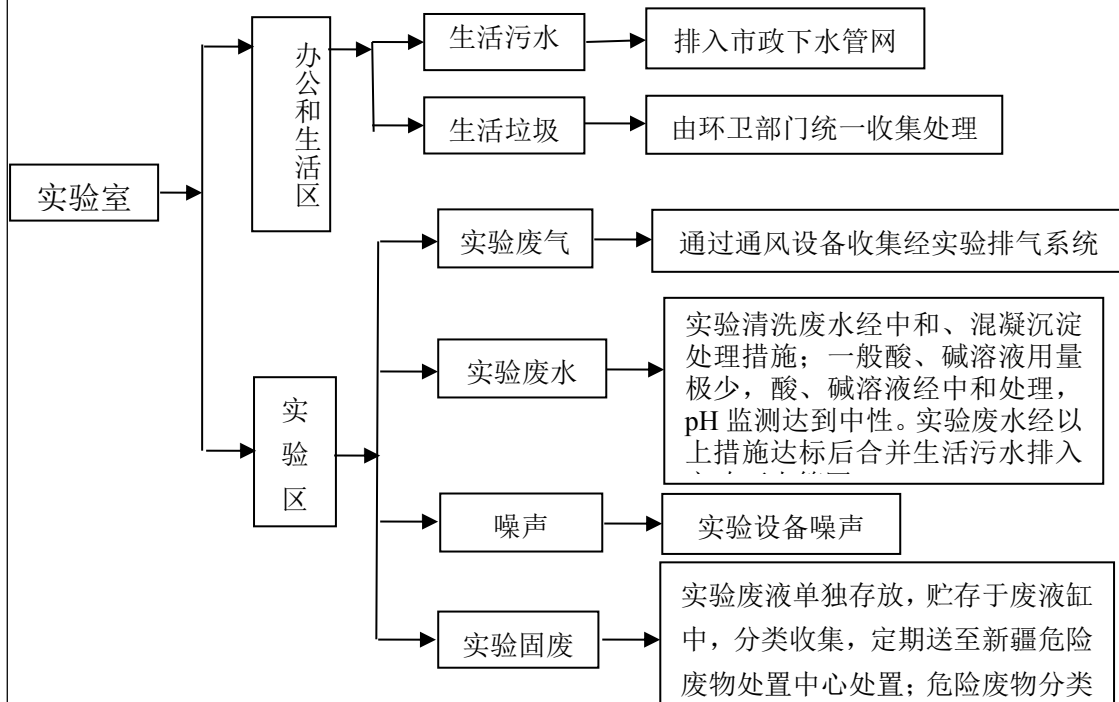 办公和生活区
生活污水
排入市政下水管网
生活垃圾
由环卫部门统一收集处理
实验室
实验废气
通过通风设备收集经实验排气系统
实验区
实验废水
实验清洗废水经中和、混凝沉淀
处理措施；一般酸、碱溶液用量
极少，酸、碱溶液经中和处理，
pH 监测达到中性。实验废水经以
上措施达标后合并生活污水排入
噪声
实验设备噪声
实验固废
实验废液单独存放，贮存于废液缸
中，分类收集，定期送至新疆危险
废物处置中心处置；危险废物分类